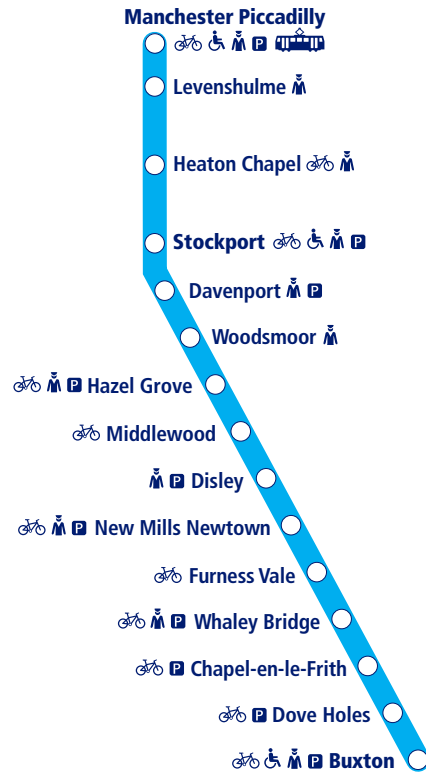 Manchester Piccadilly
P
Levenshulme
Heaton Chapel
Stockport P
Davenport P
Woodsmoor
P Hazel Grove
Middlewood
P Disley
P New Mills Newtown
Furness Vale
P Whaley Bridge
P Chapel-en-le-Frith
P Dove Holes
P Buxton